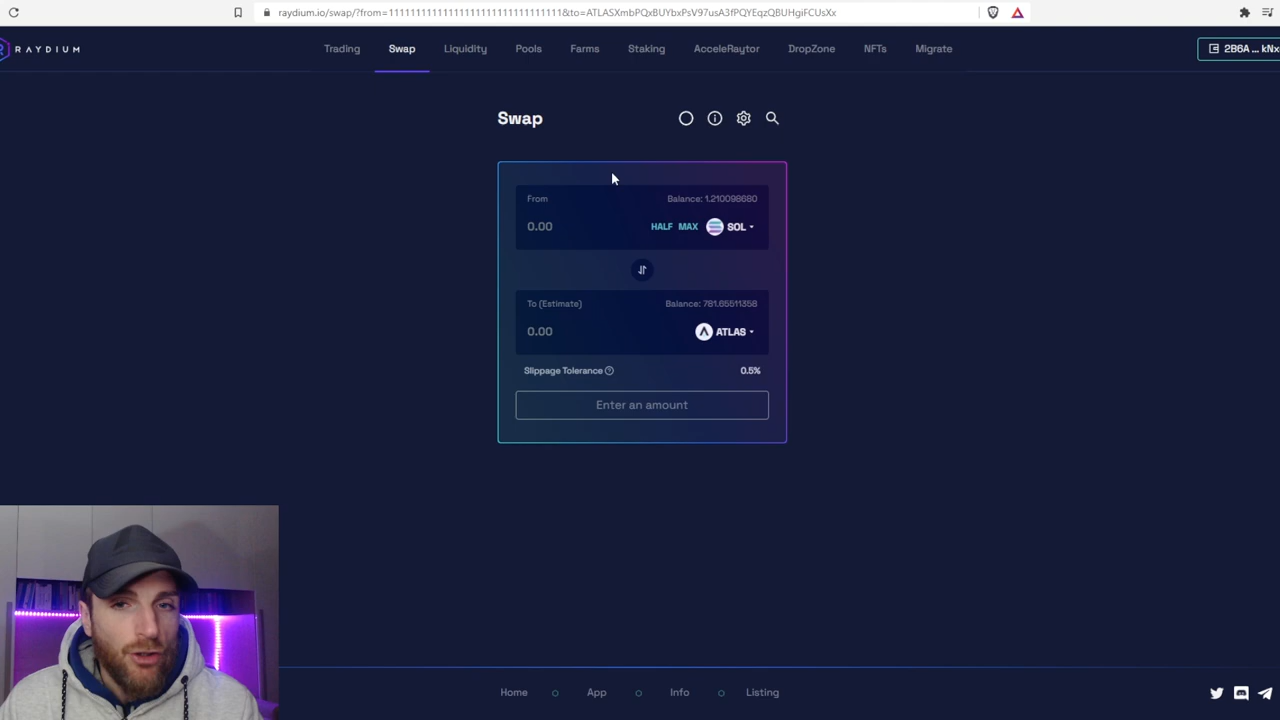 raydium.io/swap/?from=11111111111111111111111111111111&to=ATLASXmbPQxBUYbxPsV97usA3fPQYEqzQBUHgiFCUsXx
RAYDIUM Trading Swap Liquidity Pools Farms Staking AcceleRaytor DropZone NFTs Migrate 2B6A ... kNx
Swap
From Balance: 1.210098680
0.00 HALF MAX SOL
To (Estimate) Balance: 781.65511358
0.00 ATLAS
Slippage Tolerance 0.5%
Enter an amount
Home App Info Listing